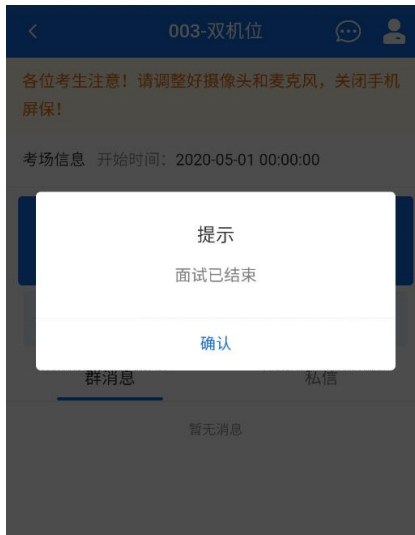 003-双机位
各位考生注意！请调整好摄像头和麦克风，关闭手机
屏保！
考场信息 开始时间：2020-05-01 00:00:00
提示
面试已结束
确认
群消息 私信
暂无消息